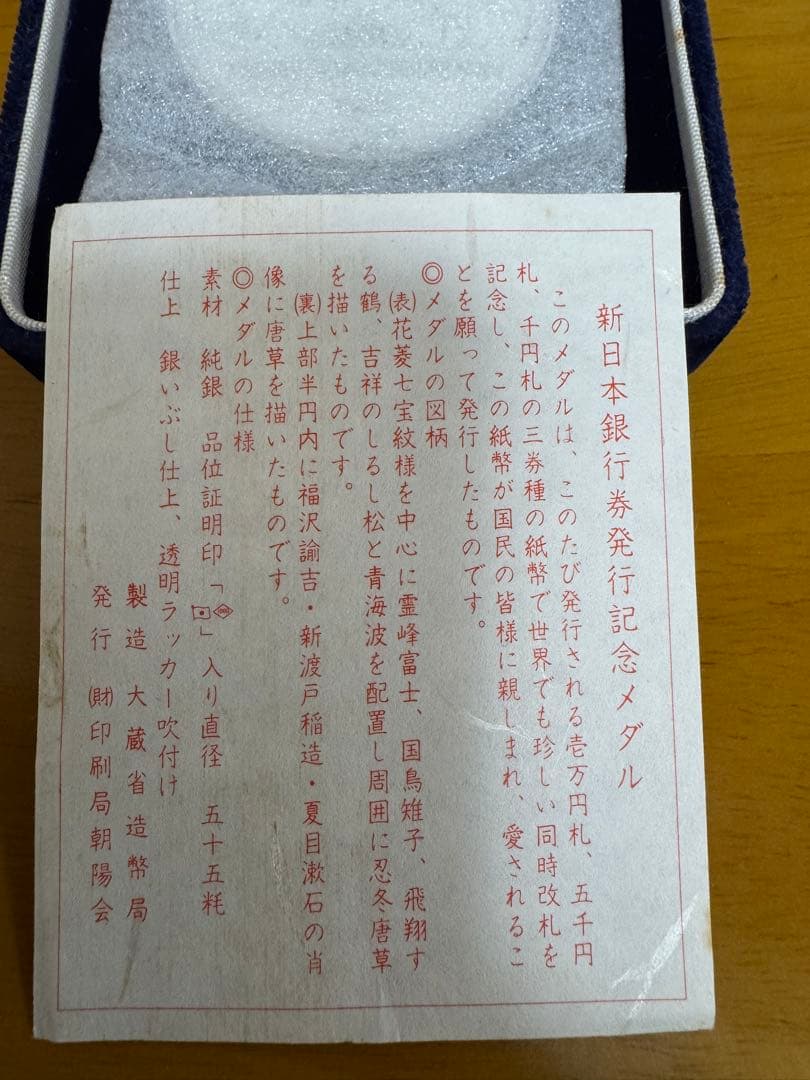 新日本銀行券発行記念メダル
このメダルは、このたび発行される壱万円札、五千円
札、千円札の三券種の紙幣で世界でも珍しい同時改札を
記念し、この紙幣が国民の皆様に親しまれ、愛されるこ
とを願って発行したものです。
◎メダルの図柄
(表)花菱七宝紋様を中心に霊峰富士、国鳥雉子、飛翔す
る鶴、吉祥のしるし松と青海波を配置し周囲に忍冬唐草
を描いたものです。
(裏)上部半円内に福沢諭吉・新渡戸稲造・夏目漱石の肖
像に唐草を描いたものです。
◎メダルの仕様
素材 純銀 品位証明印「」入り直径 五十五粍
仕上 銀いぶし仕上、透明ラッカー吹付け
製造 大蔵省造幣局
発行 (財)印刷局朝陽会